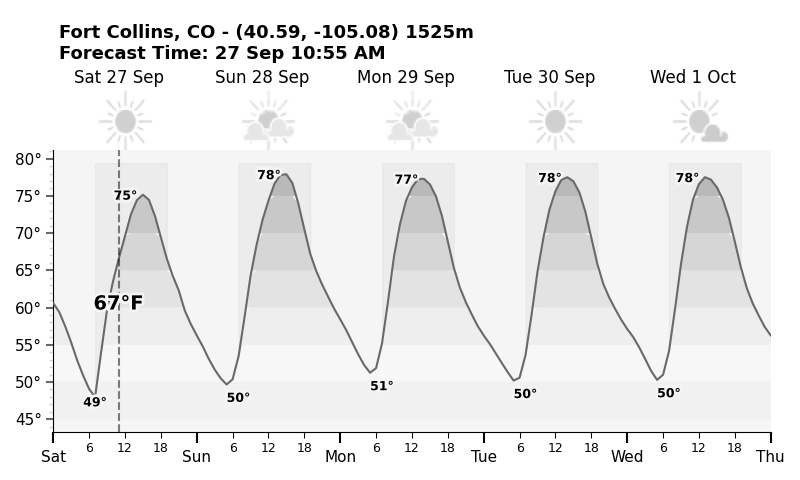 Fort Collins, CO - (40.59, -105.08) 1525m
Forecast Time: 27 Sep 10:55 AM
Sat 27 Sep Sun 28 Sep Mon 29 Sep Tue 30 Sep Wed 1 Oct
80°
75° 78° 77° 78° 78°
75°
70°
65°
60° 67°F
55°
50°
49° 50° 51° 50° 50°
45°
6 12 18 6 12 18 6 12 18 6 12 18 6 12 18
Sat Sun Mon Tue Wed Thu